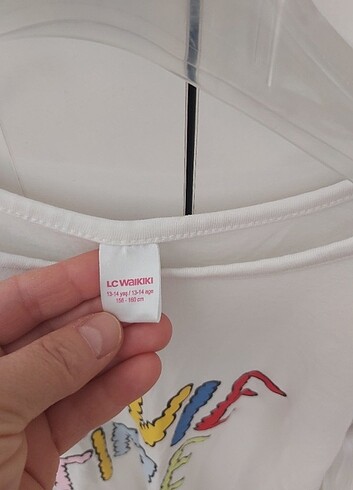 LC WAIKIKI
13-14 yaş / 13-14 age
156 - 160 cm